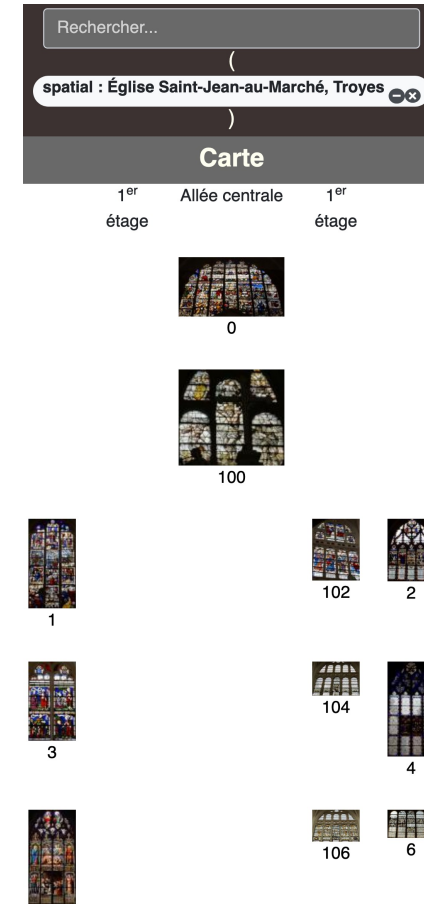 Rechercher...
(
spatial : Église Saint-Jean-au-Marché, Troyes
)
Carte
1er étage
Allée centrale
1er étage
0
100
1
102
2
3
104
4
106
6